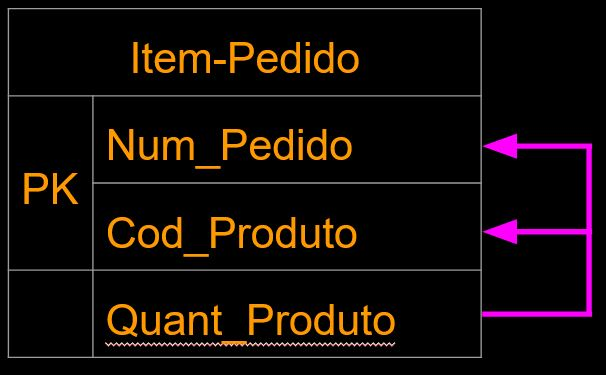 Item-Pedido
Num_Pedido
PK
Cod_Produto
Quant_Produto